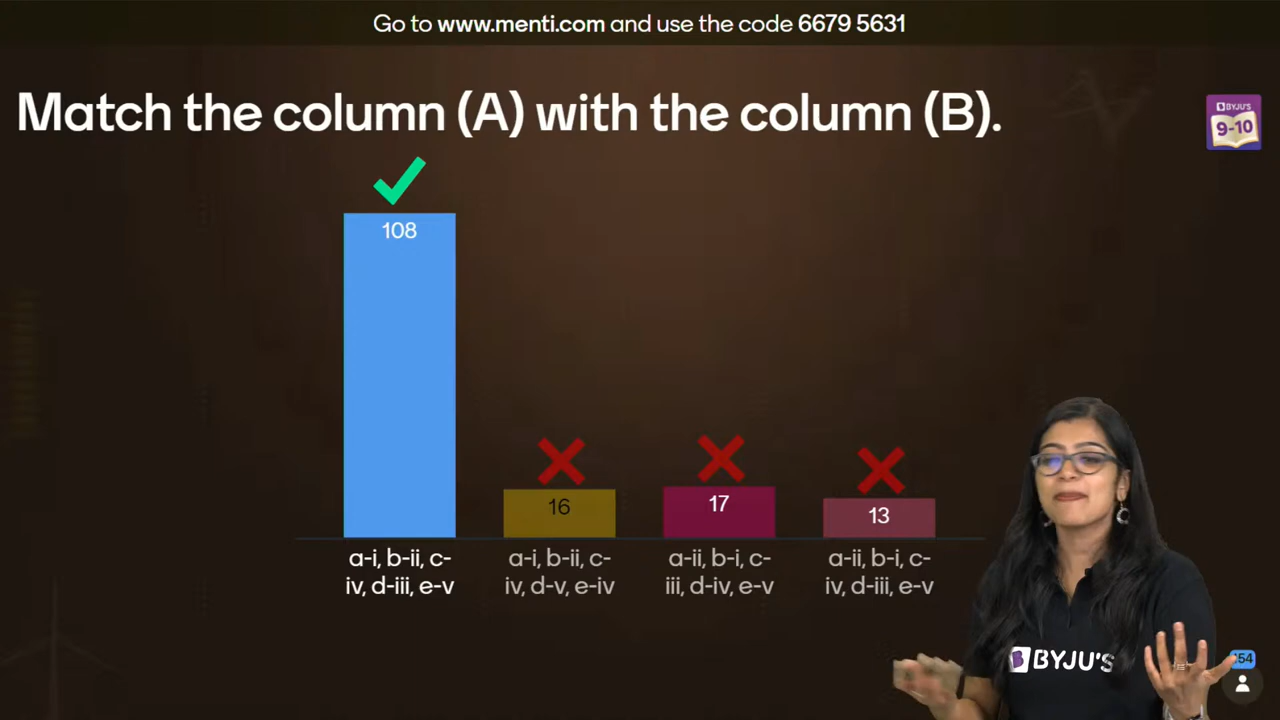 Go to www.menti.com and use the code 6679 5631
Match the column (A) with the column (B).
BYJU'S
9-10
108
16
17
13
a-i, b-ii, c-
iv, d-iii, e-v
a-i, b-ii, c-
iv, d-v, e-iv
a-ii, b-i, c-
iii, d-iv, e-v
a-ii, b-i, c-
iv, d-iii, e-v
BYJU'S